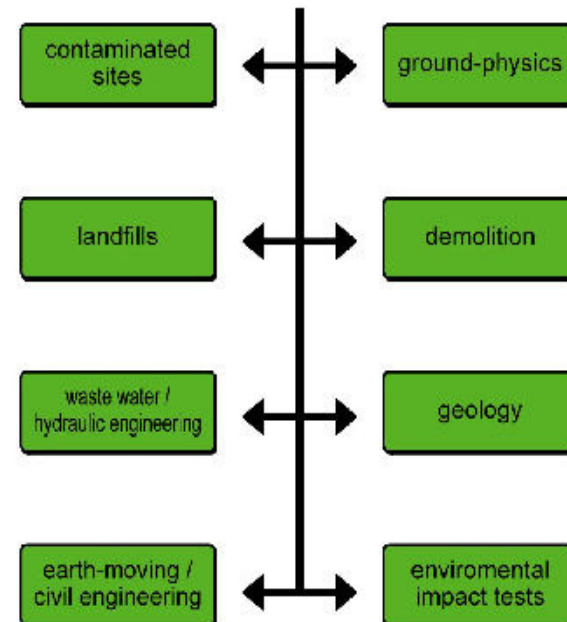 contaminated
sites
ground-physics
landfills
demolition
waste water /
hydraulic engineering
geology
earth-moving /
civil engineering
enviromental
impact tests